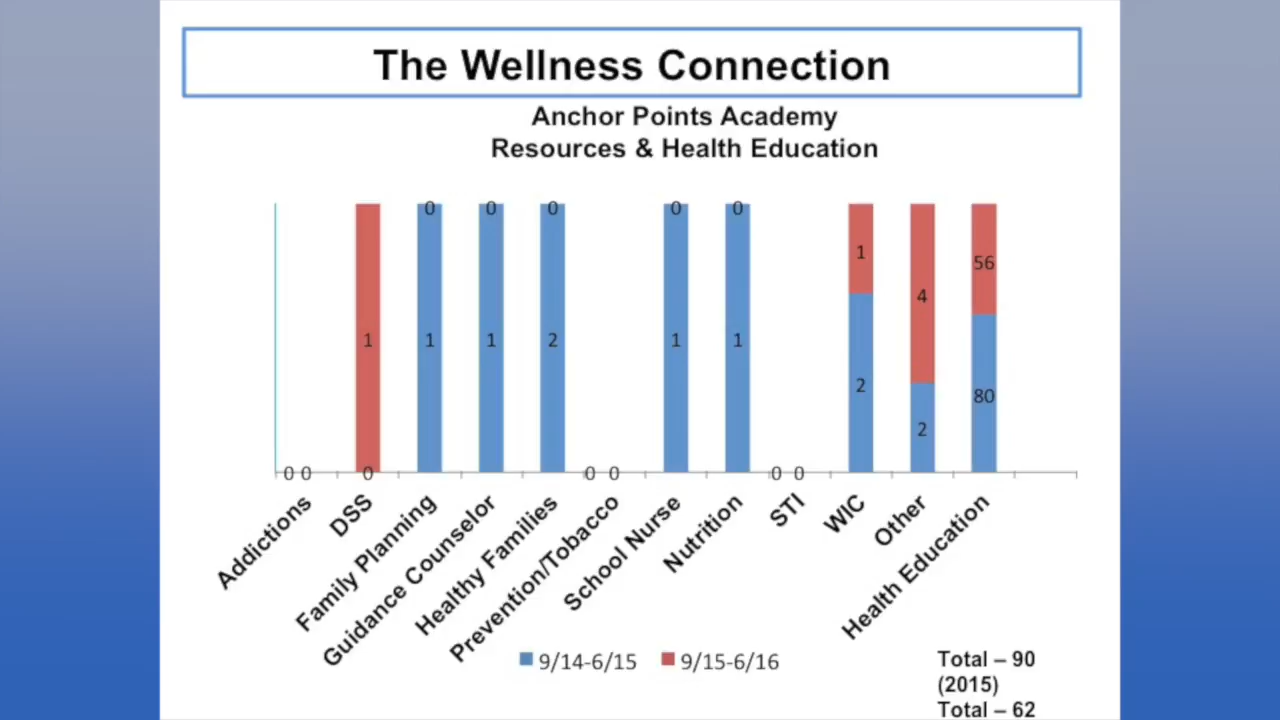 The Wellness Connection
Anchor Points Academy
Resources & Health Education
0 0 0 0 0
1 56
4
1 1 1 2 1 1
2 80
2
0 0 0 0 0 0 0
Addictions
DSS
Family Planning
Guidance Counselor
Healthy Families
Prevention/Tobacco
School Nurse
Nutrition
STI
WIC
Other
Health Education
9/14-6/15 9/15-6/16
Total – 90
(2015)
Total – 62